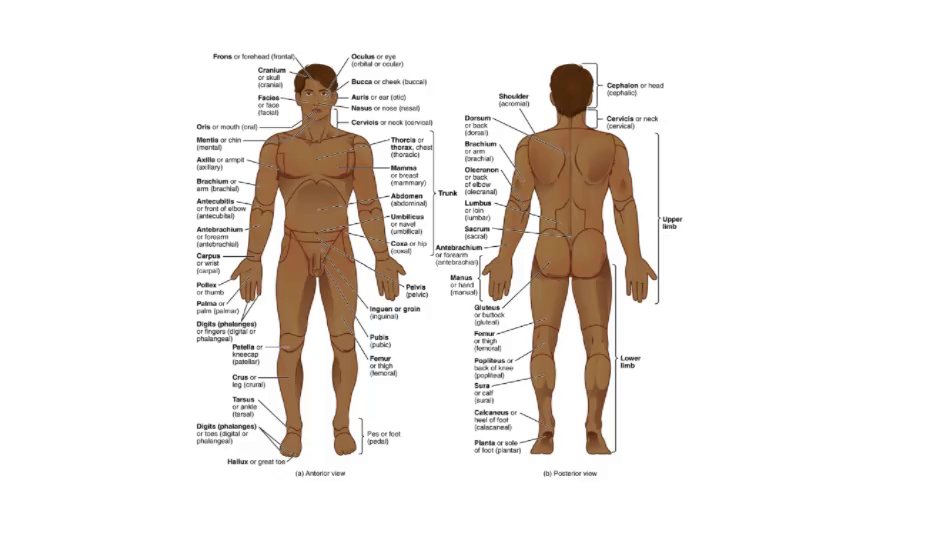 Frons or forehead (frontal)
Cranium
or skull
(cranial)
Facies
or face
(facial)
Oris or mouth (oral)
Mentis or chin
(mental)
Axilla or armpit
(axillary)
Brachium or
arm (brachial)
Antecubitis
or front of elbow
(antecubital)
Antebrachium
or forearm
(antebrachial)
Carpus
or wrist
(carpal)
Pollex
or thumb
Palma or
palm (palmar)
Digits (phalanges)
or fingers (digital or
phalangeal)
Patella or
kneecap
(patellar)
Crus or
leg (crural)
Tarsus
or ankle
(tarsal)
Digits (phalanges)
or toes (digital or
phalangeal)
Hallux or great toe
Oculus or eye
(orbital or ocular)
Bucca or cheek (buccal)
Auris or ear (otic)
Nasus or nose (nasal)
Cervicis or neck (cervical)
Thorcis or
thorax, chest
(thoracic)
Mamma
or breast
(mammary)
Abdomen
(abdominal)
Umbilicus
or navel
(umbilical)
Coxa or hip
(coxal)
Trunk
Pelvis
(pelvic)
Inguen or groin
(inguinal)
Pubis
(pubic)
Femur
or thigh
(femoral)
Pes or foot
(pedal)
(a) Anterior view
Shoulder
(acromial)
Dorsum
or back
(dorsal)
Brachium
or arm
(brachial)
Olecranon
or back
of elbow
(olecranal)
Lumbus
or loin
(lumbar)
Sacrum
(sacral)
Antebrachium
or forearm
(antebrachial)
Manus
or hand
(manual)
Gluteus
or buttock
(gluteal)
Femur
or thigh
(femoral)
Popliteus or
back of knee
(popliteal)
Sura
or calf
(sural)
Calcaneus or
heel of foot
(calacaneal)
Planta or sole
of foot (plantar)
Cephalon or head
(cephalic)
Cervicis or neck
(cervical)
Upper
limb
Lower
limb
(b) Posterior view